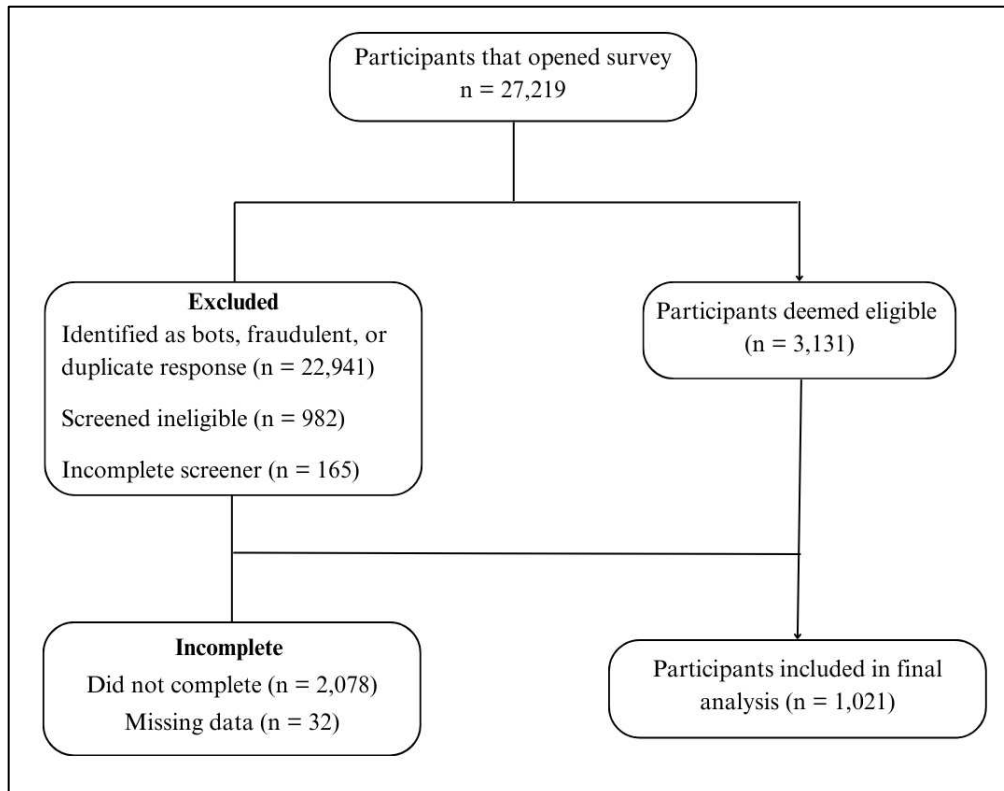 Participants that opened survey
n = 27,219
Excluded
Identified as bots, fraudulent, or
duplicate response (n = 22,941)
Screened ineligible (n = 982)
Incomplete screener (n = 165)
Participants deemed eligible
(n = 3,131)
Incomplete
Did not complete (n = 2,078)
Missing data (n = 32)
Participants included in final
analysis (n = 1,021)